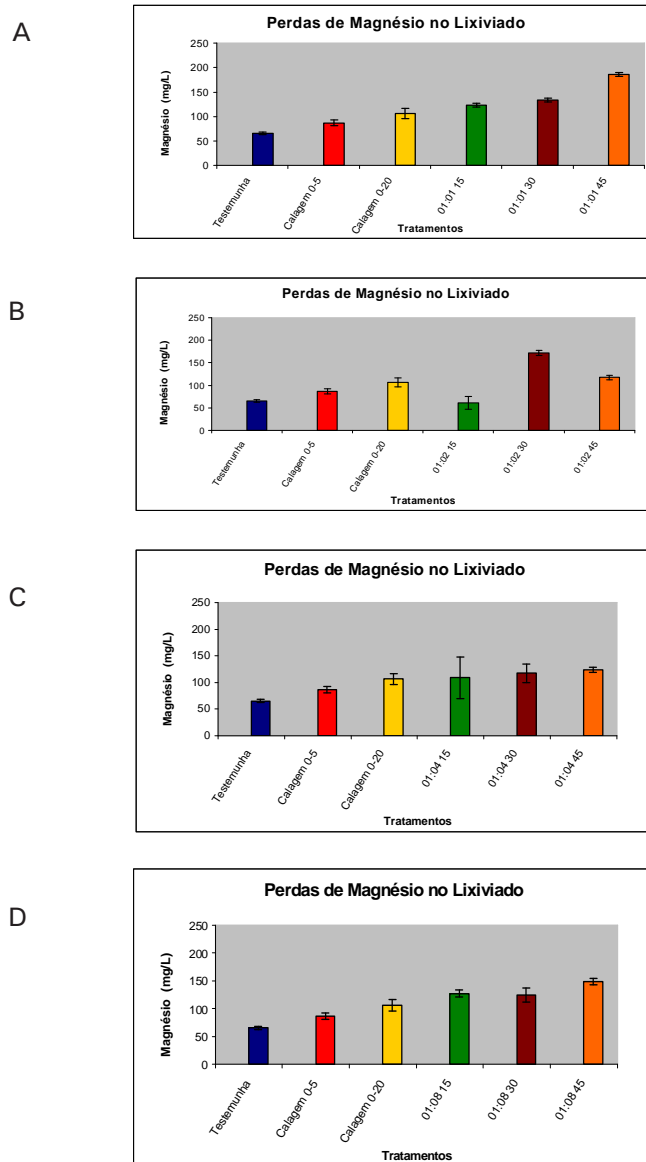 A
Perdas de Magnésio no Lixiviado
Magnésio (mg/L)
250
200
150
100
50
0
Testemunha
Calagem 0-5
Calagem 0-20
01:01 15
01:01 30
01:01 45
Tratamentos
B
Perdas de Magnésio no Lixiviado
Magnésio (mg/L)
250
200
150
100
50
0
Testemunha
Calagem 0-5
Calagem 0-20
01:02 15
01:02 30
01:02 45
Tratamentos
C
Perdas de Magnésio no Lixiviado
Magnésio (mg/L)
250
200
150
100
50
0
Testemunha
Calagem 0-5
Calagem 0-20
01:04 15
01:04 30
01:04 45
Tratamentos
D
Perdas de Magnésio no Lixiviado
Magnésio (mg/L)
250
200
150
100
50
0
Testemunha
Calagem 0-5
Calagem 0-20
01:08 15
01:08 30
01:08 45
Tratamentos